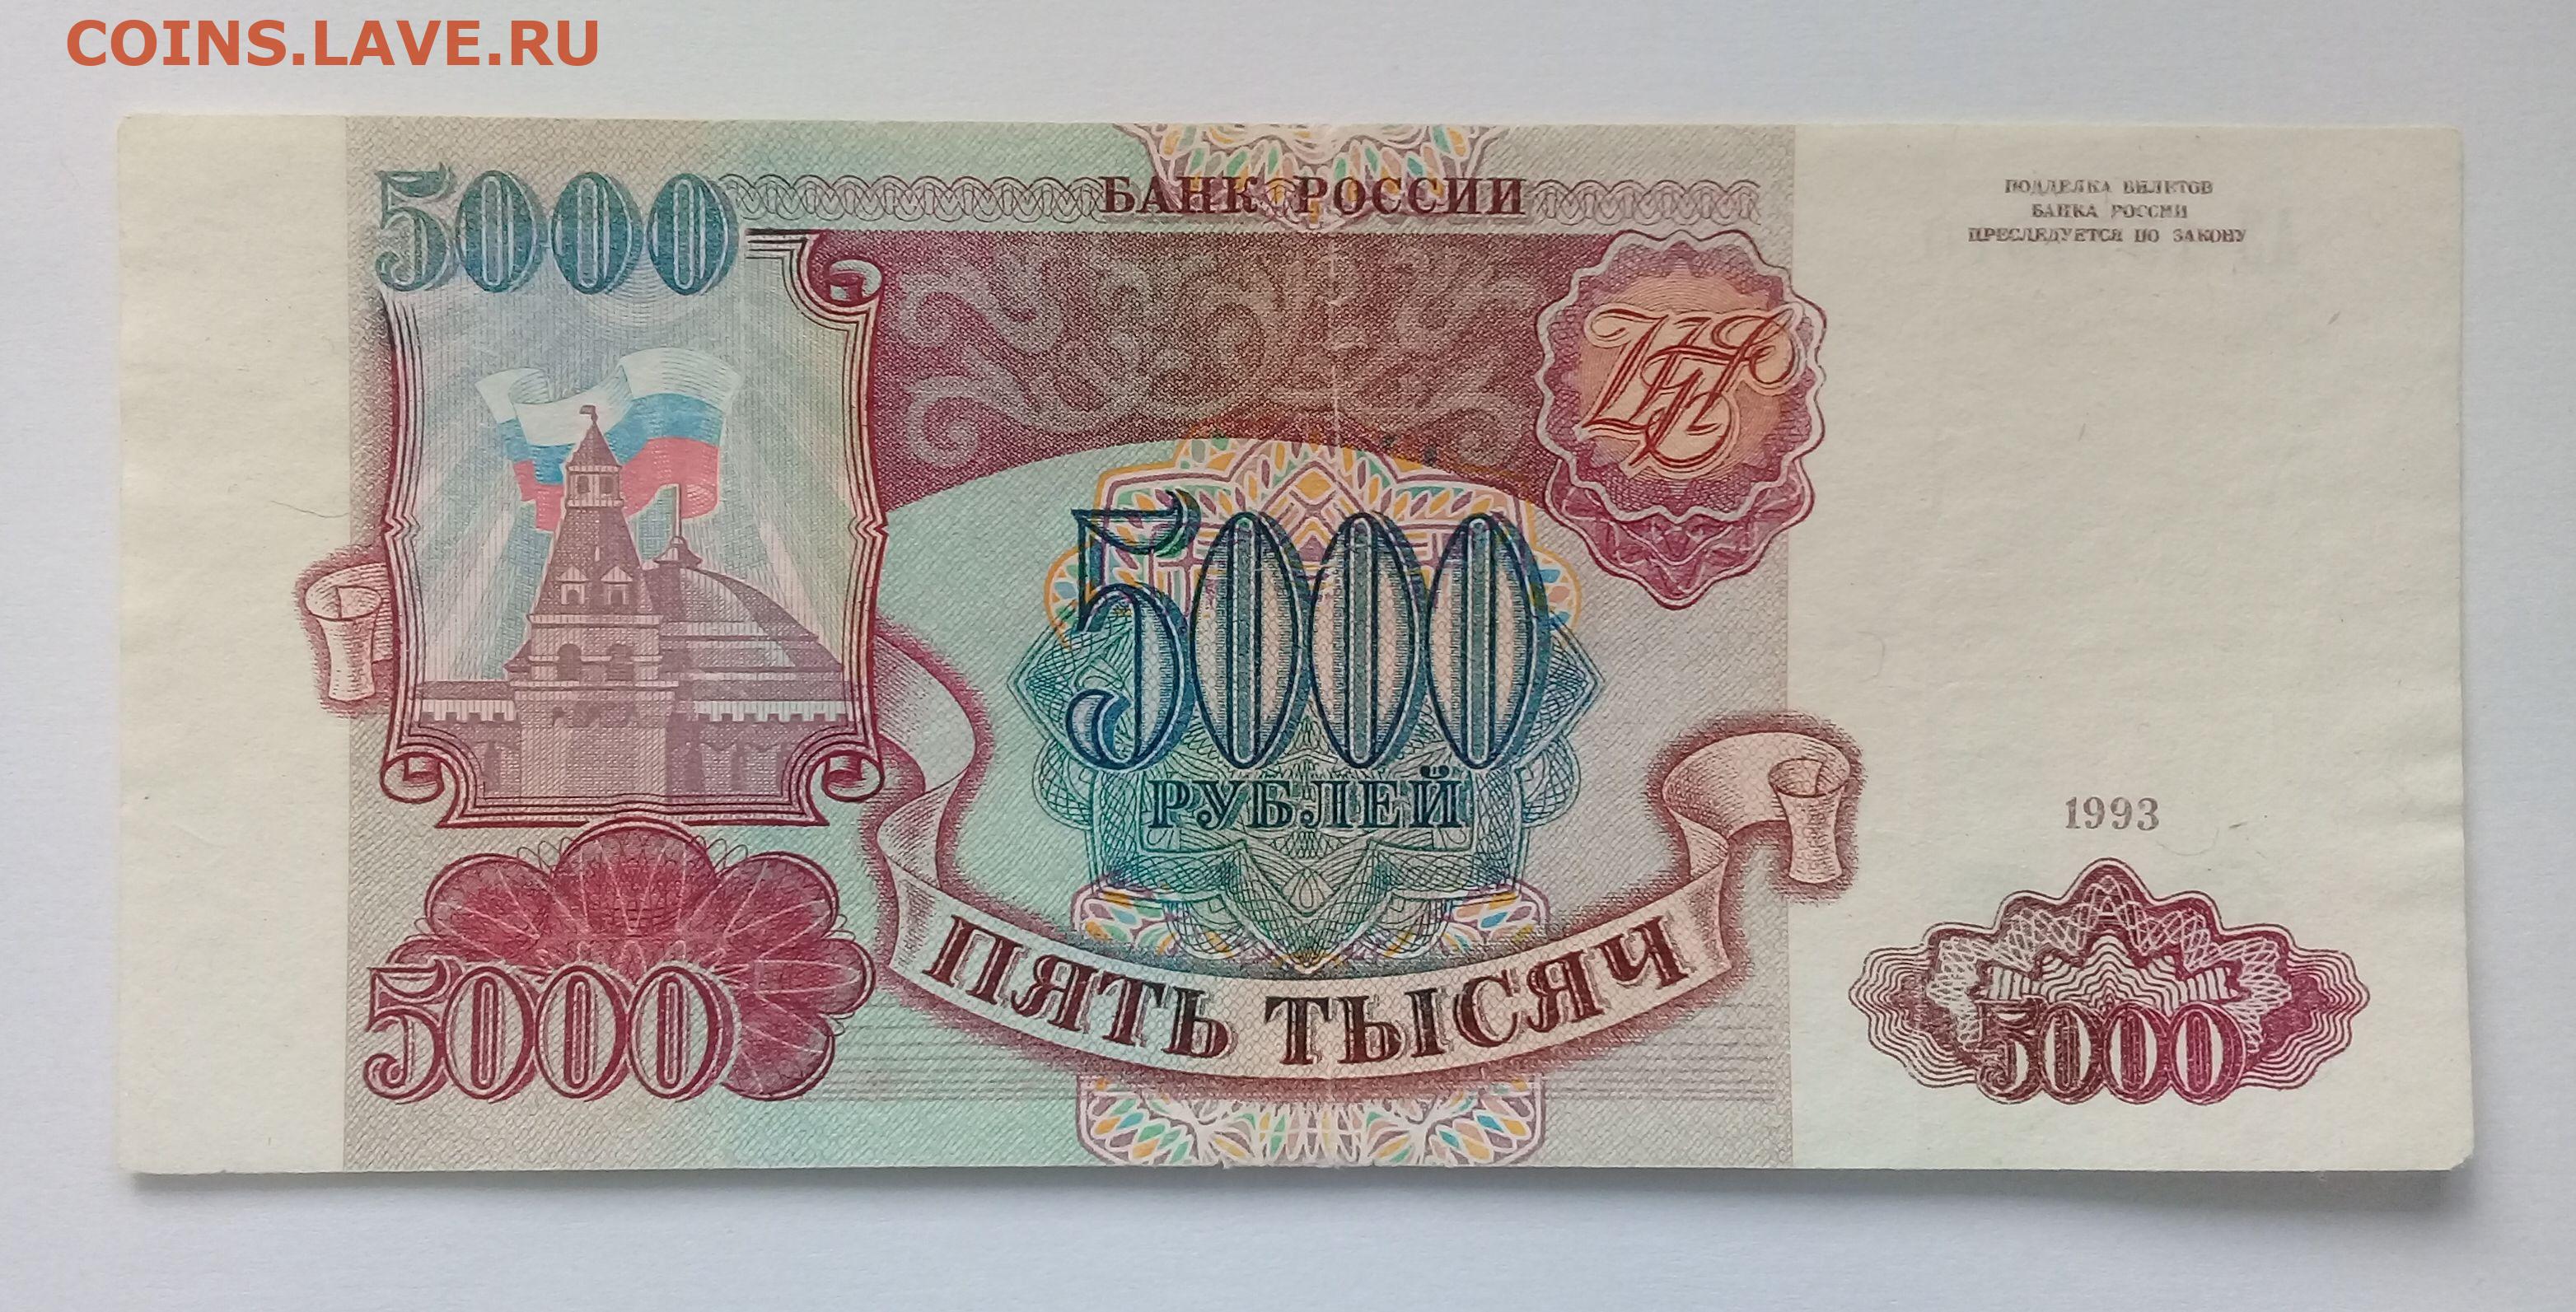 COINS.LAVE.RU
5000
БАНК РОССИИ
ПОДДЕЛКА БИЛЕТОВ
БАНКА РОССИИ
ПРЕСЛЕДУЕТСЯ ПО ЗАКОНУ
5000
РУБЛЕЙ
1993
ПЯТЬ ТЫСЯЧ
5000
5000